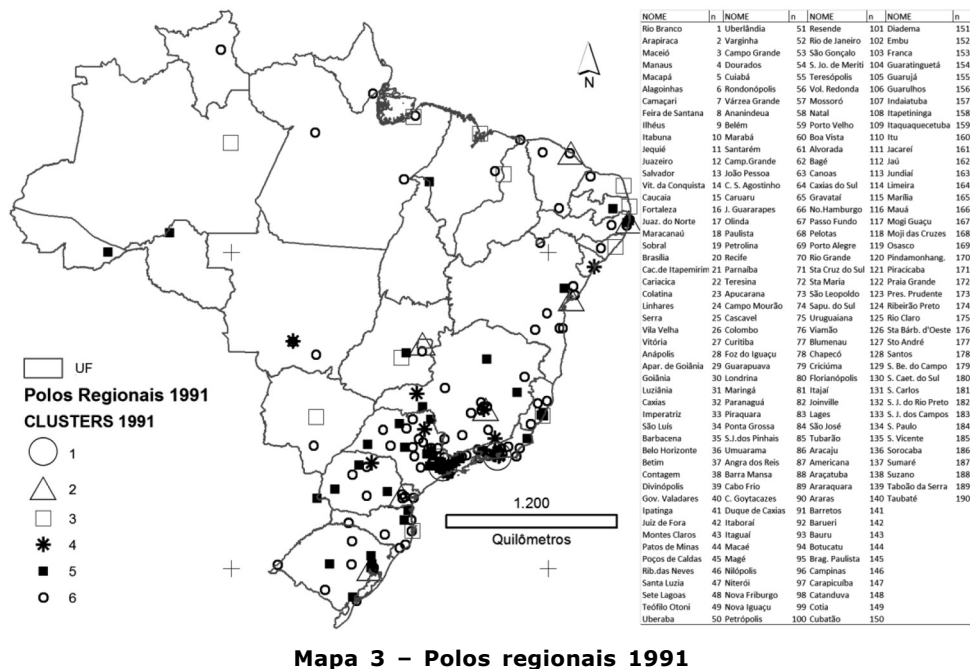 NOME n NOME n NOME n NOME n
Rio Branco 1 Uberlândia 51 Resende 101 Diadema 151
Arapiraca 2 Varginha 52 Rio de Janeiro 102 Embu 152
Maceió 3 Campo Grande 53 São Gonçalo 103 Franca 153
Manaus 4 Dourados 54 S. Jo. de Meriti 104 Guaratinguetá 154
Macapá 5 Cuiabá 55 Teresópolis 105 Guarujá 155
Alagoinhas 6 Rondonópolis 56 Vol. Redonda 106 Guarulhos 156
Camaçari 7 Várzea Grande 57 Mossoró 107 Indaiatuba 157
Feira de Santana 8 Ananindeua 58 Natal 108 Itapetininga 158
Ilhéus 9 Belém 59 Porto Velho 109 Itaquaquecetuba 159
Itabuna 10 Marabá 60 Boa Vista 110 Itu 160
Jequié 11 Santarém 61 Alvorada 111 Jacareí 161
Juazeiro 12 Camp.Grande 62 Bagé 112 Jaú 162
Salvador 13 João Pessoa 63 Canoas 113 Jundiaí 163
Vit. da Conquista 14 C. S. Agostinho 64 Caxias do Sul 114 Limeira 164
Caucaia 15 Caruaru 65 Gravataí 115 Marília 165
Fortaleza 16 J. Guararapes 66 No.Hamburgo 116 Mauá 166
Juaz. do Norte 17 Olinda 67 Passo Fundo 117 Mogi Guaçu 167
Maracanaú 18 Paulista 68 Pelotas 118 Moji das Cruzes 168
Sobral 19 Petrolina 69 Porto Alegre 119 Osasco 169
Brasília 20 Recife 70 Rio Grande 120 Pindamonhang. 170
Cac.de Itapemirim 21 Parnaíba 71 Sta Cruz do Sul 121 Piracicaba 171
Cariacica 22 Teresina 72 Sta Maria 122 Praia Grande 172
Colatina 23 Apucarana 73 São Leopoldo 123 Pres. Prudente 173
Linhares 24 Campo Mourão 74 Sapu. do Sul 124 Ribeirão Preto 174
Serra 25 Cascavel 75 Uruguaiana 125 Rio Claro 175
Vila Velha 26 Colombo 76 Viamão 126 Sta Bárb. d'Oeste 176
Vitória 27 Curitiba 77 Blumenau 127 Sto André 177
Anápolis 28 Foz do Iguaçu 78 Chapecó 128 Santos 178
Apar. de Goiânia 29 Guarapuava 79 Criciúma 129 S. Be. do Campo 179
Goiânia 30 Londrina 80 Florianópolis 130 S. Caet. do Sul 180
Luziânia 31 Maringá 81 Itajaí 131 S. Carlos 181
Caxias 32 Paranaguá 82 Joinville 132 S. J. do Rio Preto 182
Imperatriz 33 Piraquara 83 Lages 133 S. J. dos Campos 183
São Luís 34 Ponta Grossa 84 São José 134 S. Paulo 184
Barbacena 35 S.J.dos Pinhais 85 Tubarão 135 S. Vicente 185
Belo Horizonte 36 Umuarama 86 Aracaju 136 Sorocaba 186
Betim 37 Angra dos Reis 87 Americana 137 Sumaré 187
Contagem 38 Barra Mansa 88 Araçatuba 138 Suzano 188
Divinópolis 39 Cabo Frio 89 Araraquara 139 Taboão da Serra 189
Gov. Valadares 40 C. Goytacazes 90 Araras 140 Taubaté 190
Ipatinga 41 Duque de Caxias 91 Barretos 141
Juiz de Fora 42 Itaboraí 92 Barueri 142
Montes Claros 43 Itaguaí 93 Bauru 143
Patos de Minas 44 Macaé 94 Botucatu 144
Poços de Caldas 45 Magé 95 Brag. Paulista 145
Rib.das Neves 46 Nilópolis 96 Campinas 146
Santa Luzia 47 Niterói 97 Carapicuíba 147
Sete Lagoas 48 Nova Friburgo 98 Catanduva 148
Teófilo Otoni 49 Nova Iguaçu 99 Cotia 149
Uberaba 50 Petrópolis 100 Cubatão 150
N
UF
Polos Regionais 1991
CLUSTERS 1991
1
2
3
4
5
6
1.200
Quilômetros
Mapa 3 – Polos regionais 1991